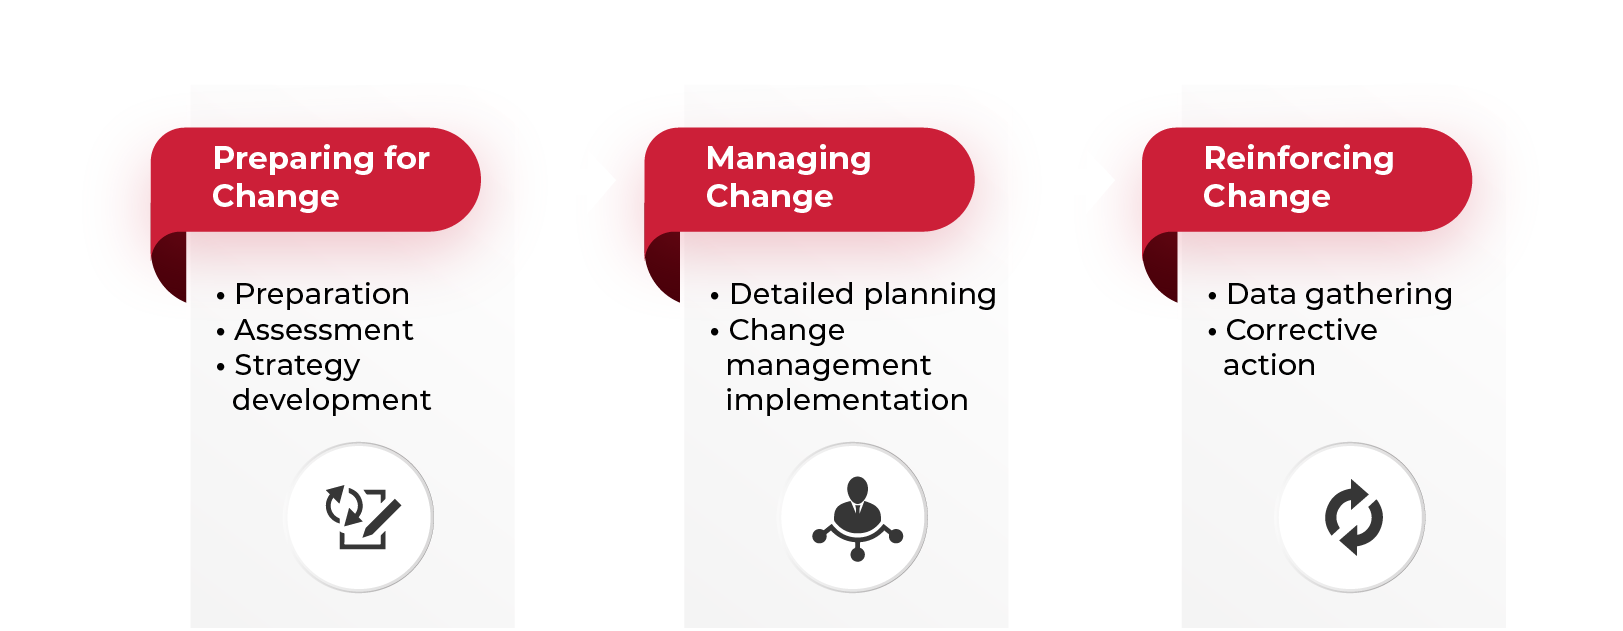 Preparing for
Change
• Preparation
• Assessment
• Strategy
development
Managing
Change
• Detailed planning
• Change
management
implementation
Reinforcing
Change
• Data gathering
• Corrective
action